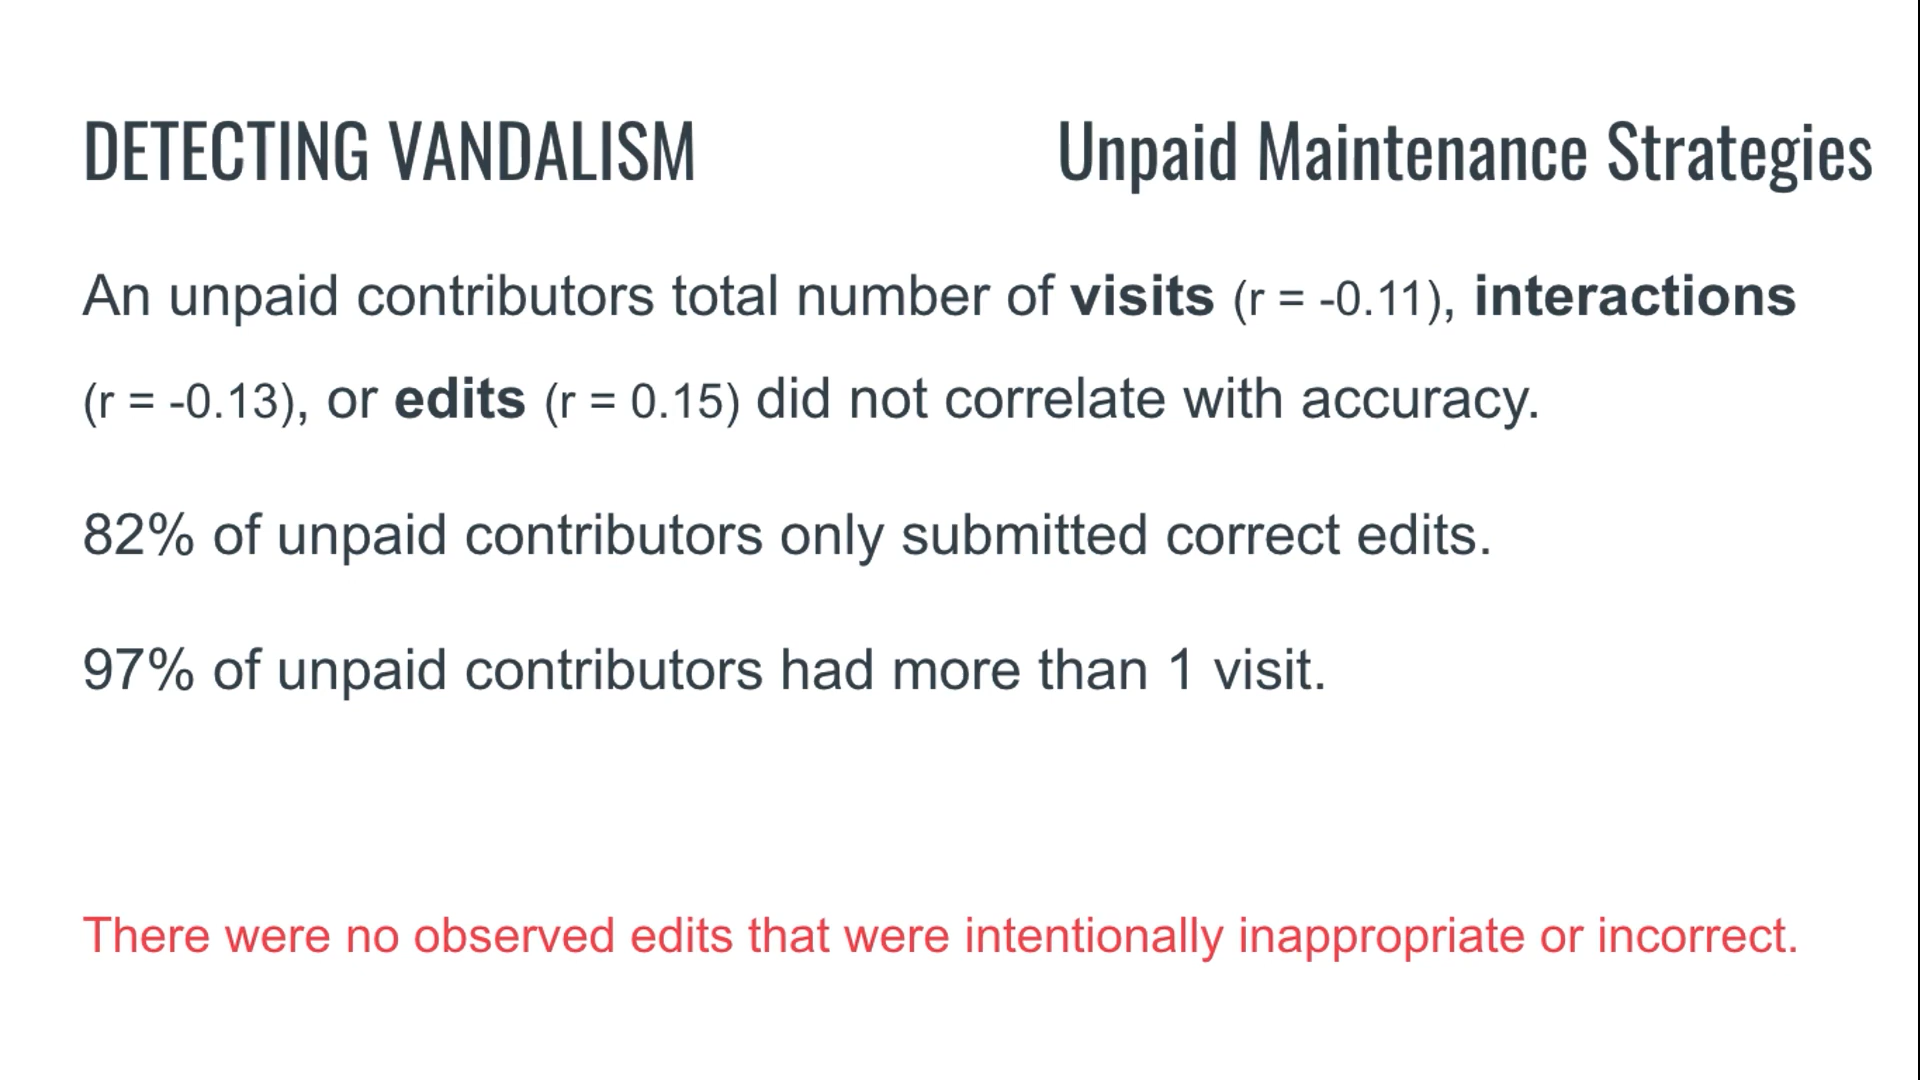 DETECTING VANDALISM
Unpaid Maintenance Strategies
An unpaid contributors total number of visits (r = -0.11), interactions
(r = -0.13), or edits (r = 0.15) did not correlate with accuracy.
82% of unpaid contributors only submitted correct edits.
97% of unpaid contributors had more than 1 visit.
There were no observed edits that were intentionally inappropriate or incorrect.